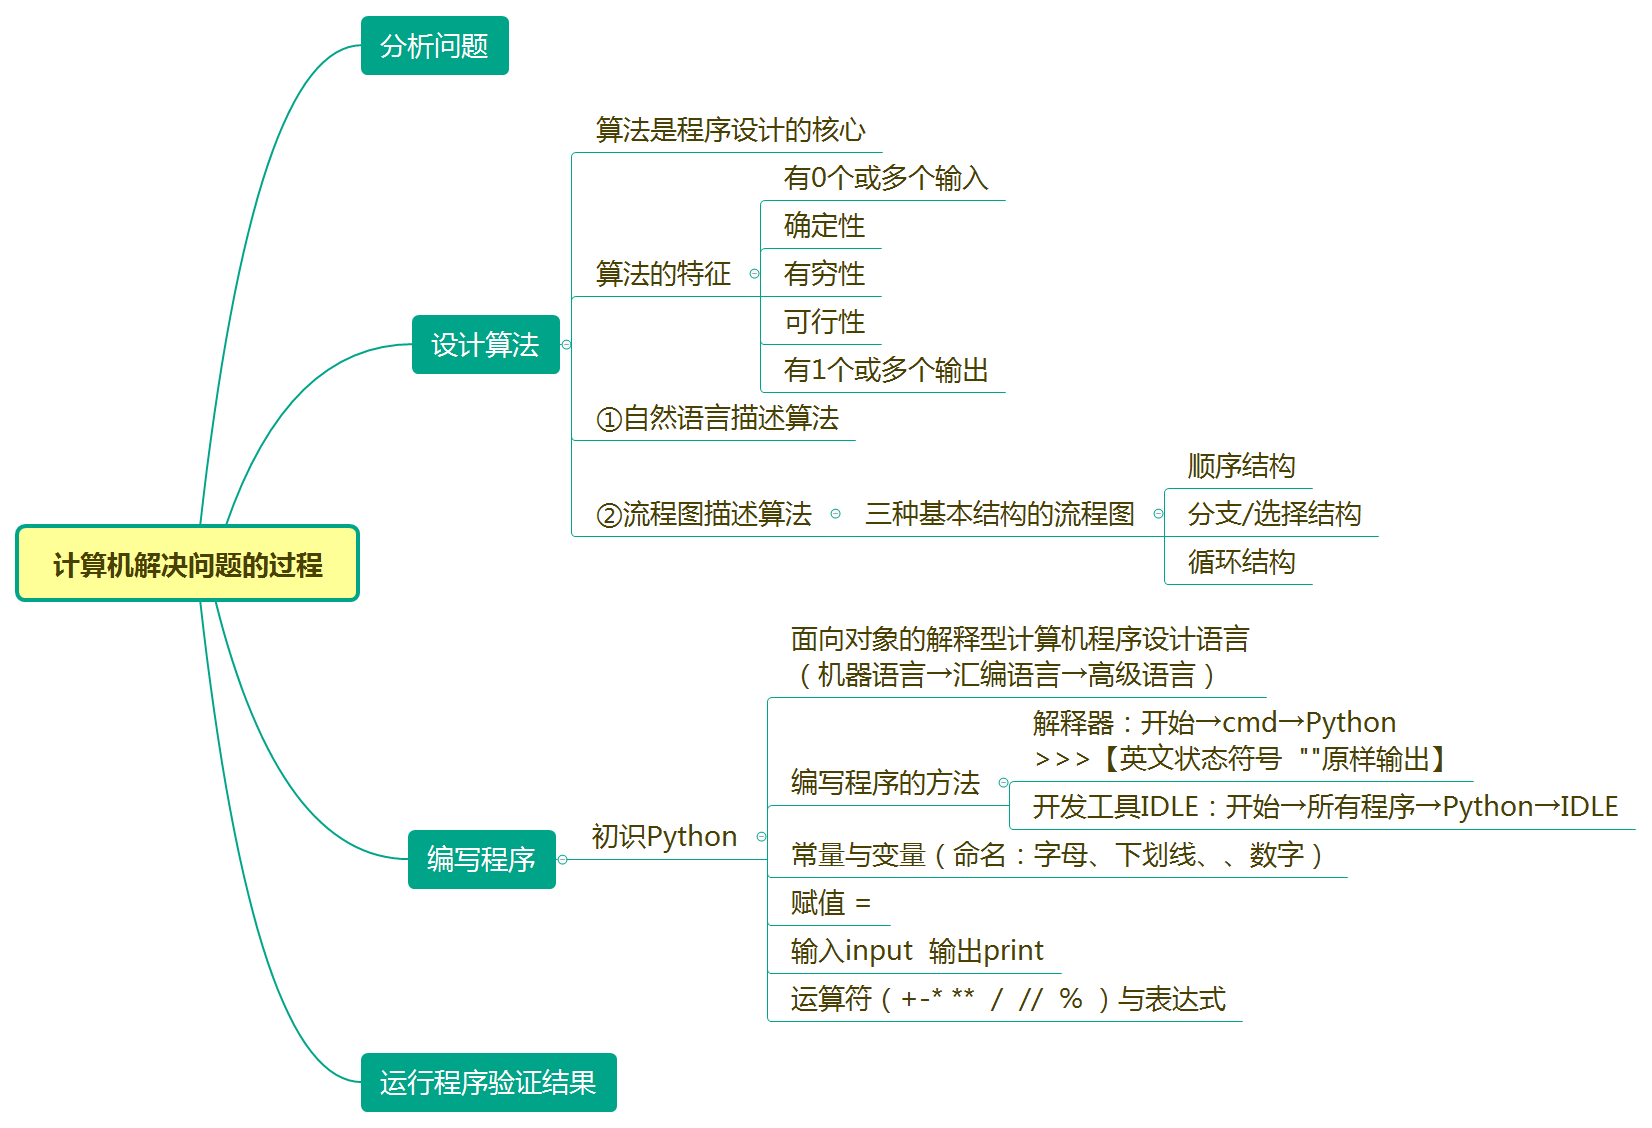 分析问题
算法是程序设计的核心
有0个或多个输入
确定性
算法的特征
有穷性
可行性
设计算法
有1个或多个输出
①自然语言描述算法
顺序结构
②流程图描述算法
三种基本结构的流程图
分支/选择结构
循环结构
计算机解决问题的过程
面向对象的解释型计算机程序设计语言
（机器语言→汇编语言→高级语言）
解释器：开始→cmd→Python
>>>【英文状态符号 ""原样输出】
编写程序的方法
开发工具IDLE：开始→所有程序→Python→IDLE
初识Python
编写程序
常量与变量（命名：字母、下划线、、数字）
赋值 =
输入input 输出print
运算符（+-* ** / // % ）与表达式
运行程序验证结果